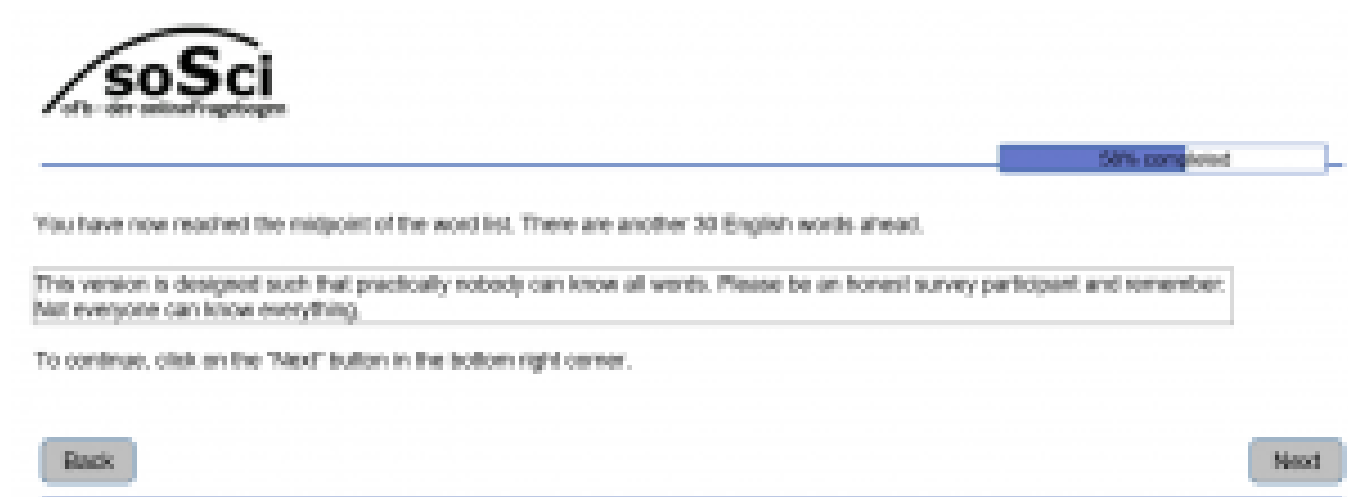 soSci
ofb - der onlineFragebogen
completed
You have now reached the midpoint of the word list. There are another 30 English words ahead.
This version is designed such that practically nobody can know all words. Please be an honest survey participant and remember:
Not everyone can know everything.
To continue, click on the "Next" button in the bottom right corner.
Back
Next